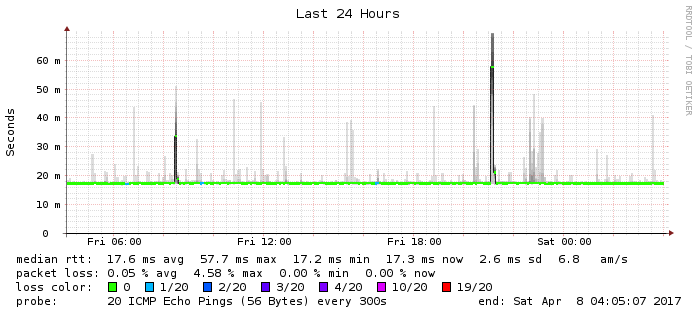 Last 24 Hours
RRDTOOL / TOBI OETIKER
Seconds
60 m
50 m
40 m
30 m
20 m
10 m
0
Fri 06:00 Fri 12:00 Fri 18:00 Sat 00:00
median rtt: 17.6 ms avg 57.7 ms max 17.2 ms min 17.3 ms now 2.6 ms sd 6.8 am/s
packet loss: 0.05 % avg 4.58 % max 0.00 % min 0.00 % now
loss color: 0 1/20 2/20 3/20 4/20 10/20 19/20
probe: 20 ICMP Echo Pings (56 Bytes) every 300s end: Sat Apr 8 04:05:07 2017